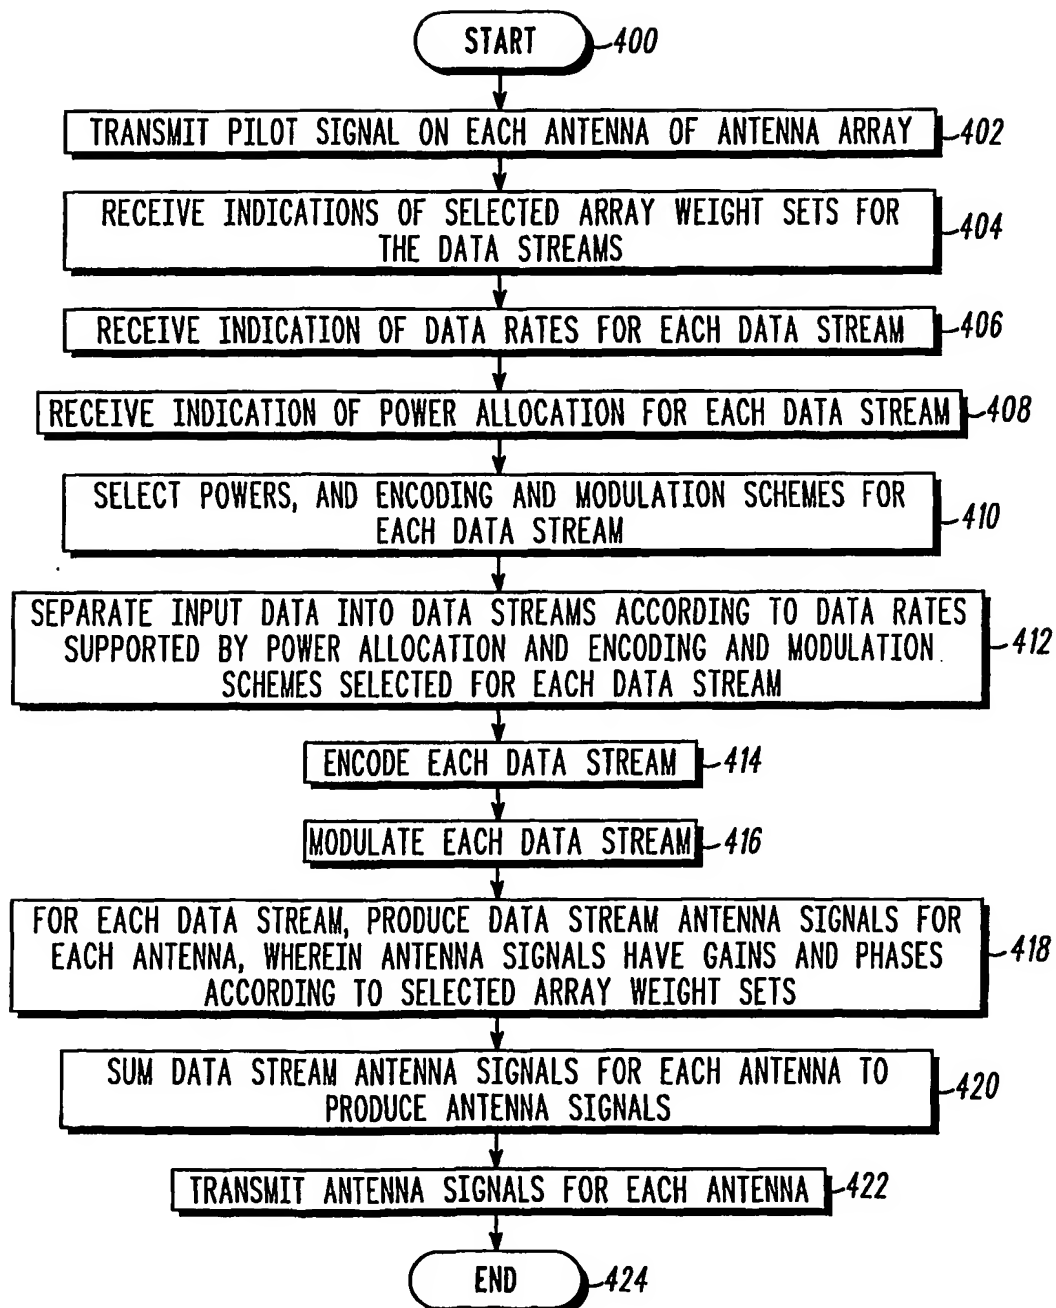 START
400
TRANSMIT PILOT SIGNAL ON EACH ANTENNA OF ANTENNA ARRAY
402
RECEIVE INDICATIONS OF SELECTED ARRAY WEIGHT SETS FOR
THE DATA STREAMS
404
RECEIVE INDICATION OF DATA RATES FOR EACH DATA STREAM
406
RECEIVE INDICATION OF POWER ALLOCATION FOR EACH DATA STREAM
408
SELECT POWERS, AND ENCODING AND MODULATION SCHEMES FOR
EACH DATA STREAM
410
SEPARATE INPUT DATA INTO DATA STREAMS ACCORDING TO DATA RATES
SUPPORTED BY POWER ALLOCATION AND ENCODING AND MODULATION
SCHEMES SELECTED FOR EACH DATA STREAM
412
ENCODE EACH DATA STREAM
414
MODULATE EACH DATA STREAM
416
FOR EACH DATA STREAM, PRODUCE DATA STREAM ANTENNA SIGNALS FOR
EACH ANTENNA, WHEREIN ANTENNA SIGNALS HAVE GAINS AND PHASES
ACCORDING TO SELECTED ARRAY WEIGHT SETS
418
SUM DATA STREAM ANTENNA SIGNALS FOR EACH ANTENNA TO
PRODUCE ANTENNA SIGNALS
420
TRANSMIT ANTENNA SIGNALS FOR EACH ANTENNA
422
END
424